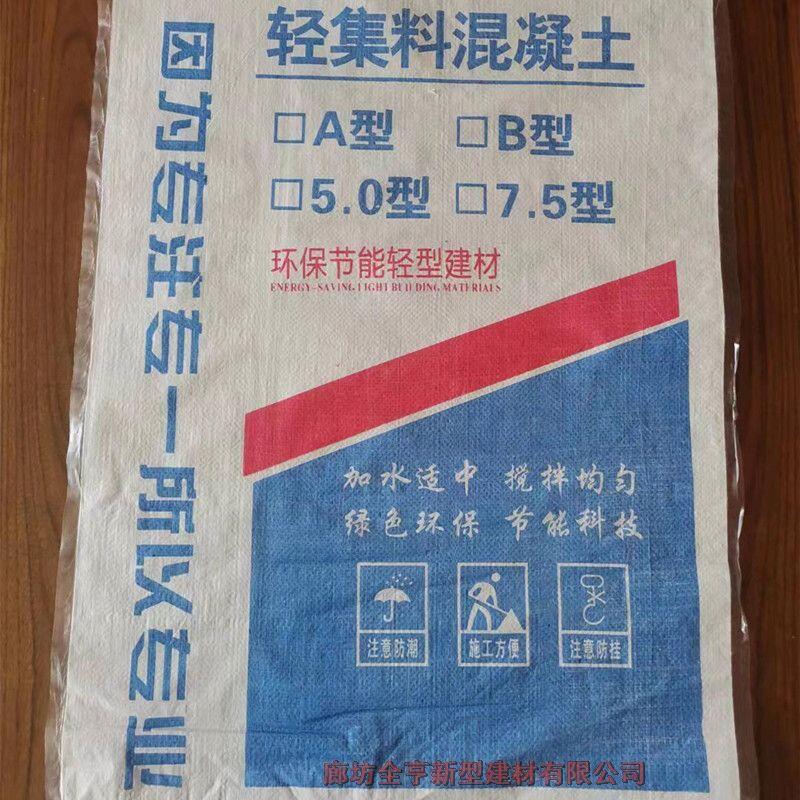 轻集料混凝土
□A型 □B型
□5.0型 □7.5型
环保节能轻型建材
ENERGY-SAVING LIGHT BUILDING MATERIALS
因为专注专一所以专业
加水适中 搅拌均匀
绿色环保 节能科技
注意防潮 施工方便 注意防挂
廊坊全亨新型建材有限公司